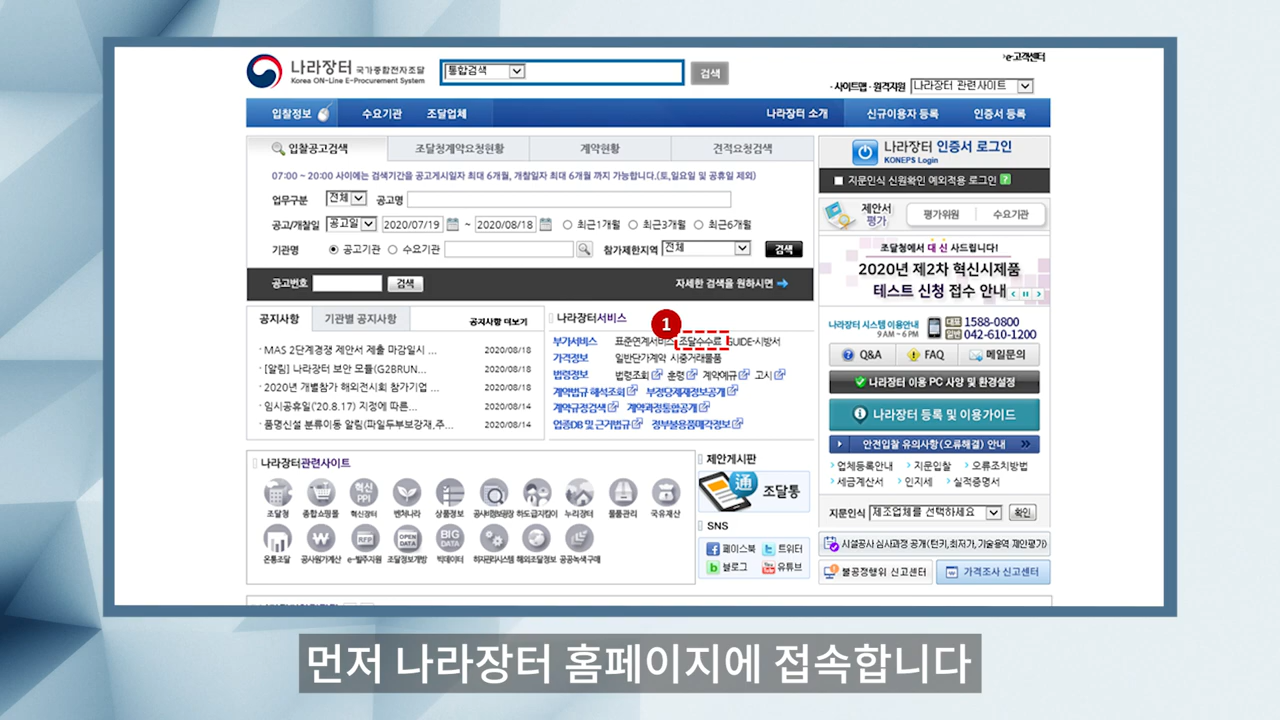 e-고객센터
나라장터 국가종합전자조달
Korea ON-Line E-Procurement System
통합검색
검색
·사이트맵 ·원격지원 나라장터 관련사이트
입찰정보 수요기관 조달업체 나라장터 소개 신규이용자 등록 인증서 등록
입찰공고검색 조달청계약요청현황 계약현황 견적요청검색
07:00 ~ 20:00 사이에는 검색기간을 공고게시일자 최대 6개월, 개찰일자 최대 6개월 까지 가능합니다.(토,일요일 및 공휴일 제외)
업무구분 전체 공고명
공고/개찰일 공고일 2020/07/19 ~ 2020/08/18 최근1개월 최근3개월 최근6개월
기관명 공고기관 수요기관 참가제한지역 전체 검색
공고번호 검색 자세한 검색을 원하시면
나라장터 인증서 로그인
KONEPS Login
지문인식 신원확인 예외적용 로그인 ?
제안서
평가
평가위원 수요기관
조달청에서 대신 사드립니다!
2020년 제2차 혁신시제품
테스트 신청 접수 안내
공지사항 기관별 공지사항 공지사항 더보기
· MAS 2단계경쟁 제안서 제출 마감일시 ... 2020/08/18
· [알림] 나라장터 보안 모듈(G2BRUN... 2020/08/18
· 2020년 개별참가 해외전시회 참가기업 ... 2020/08/18
· 임시공휴일('20.8.17) 지정에 따른... 2020/08/14
· 품명신설 분류이동 알림(파일두부보강재,주... 2020/08/14
나라장터서비스
1
부가서비스 표준연계서비스 조달수수료 GUIDE-시방서
가격정보 일반단가계약 시중거래물품
법령정보 법령조회 훈령 계약예규 고시
계약법규 해석조회 부정당제재정보공개
계약규정검색 계약과정통합공개
업종DB 및 근거법규 정부불용품매각정보
나라장터 시스템 이용안내
9 AM ~ 6 PM
대표 1588-0800
일반 042-610-1200
Q&A FAQ 메일문의
나라장터 이용 PC 사양 및 환경설정
나라장터 등록 및 이용가이드
안전입찰 유의사항(오류해결) 안내
업체등록안내 지문입찰 오류조치방법
세금계산서 인지세 실적증명서
지문인식 제조업체를 선택하세요 확인
시설공사 심사과정 공개(턴키,최저가,기술용역 제안평가)
불공정행위 신고센터 가격조사 신고센터
나라장터관련사이트
혁신
PPI
조달청 종합쇼핑몰 혁신장터 벤처나라 상품정보 공사비정보광장 하도급지킴이 누리장터 물품관리 국유재산
RFP OPEN DATA BIG DATA
온통조달 공사원가계산 e-발주지원 조달정보개방 빅데이터 하자관리시스템 해외조달정보 공공녹색구매
제안게시판
通
조달통
SNS
페이스북 트위터
블로그 유튜브
먼저 나라장터 홈페이지에 접속합니다